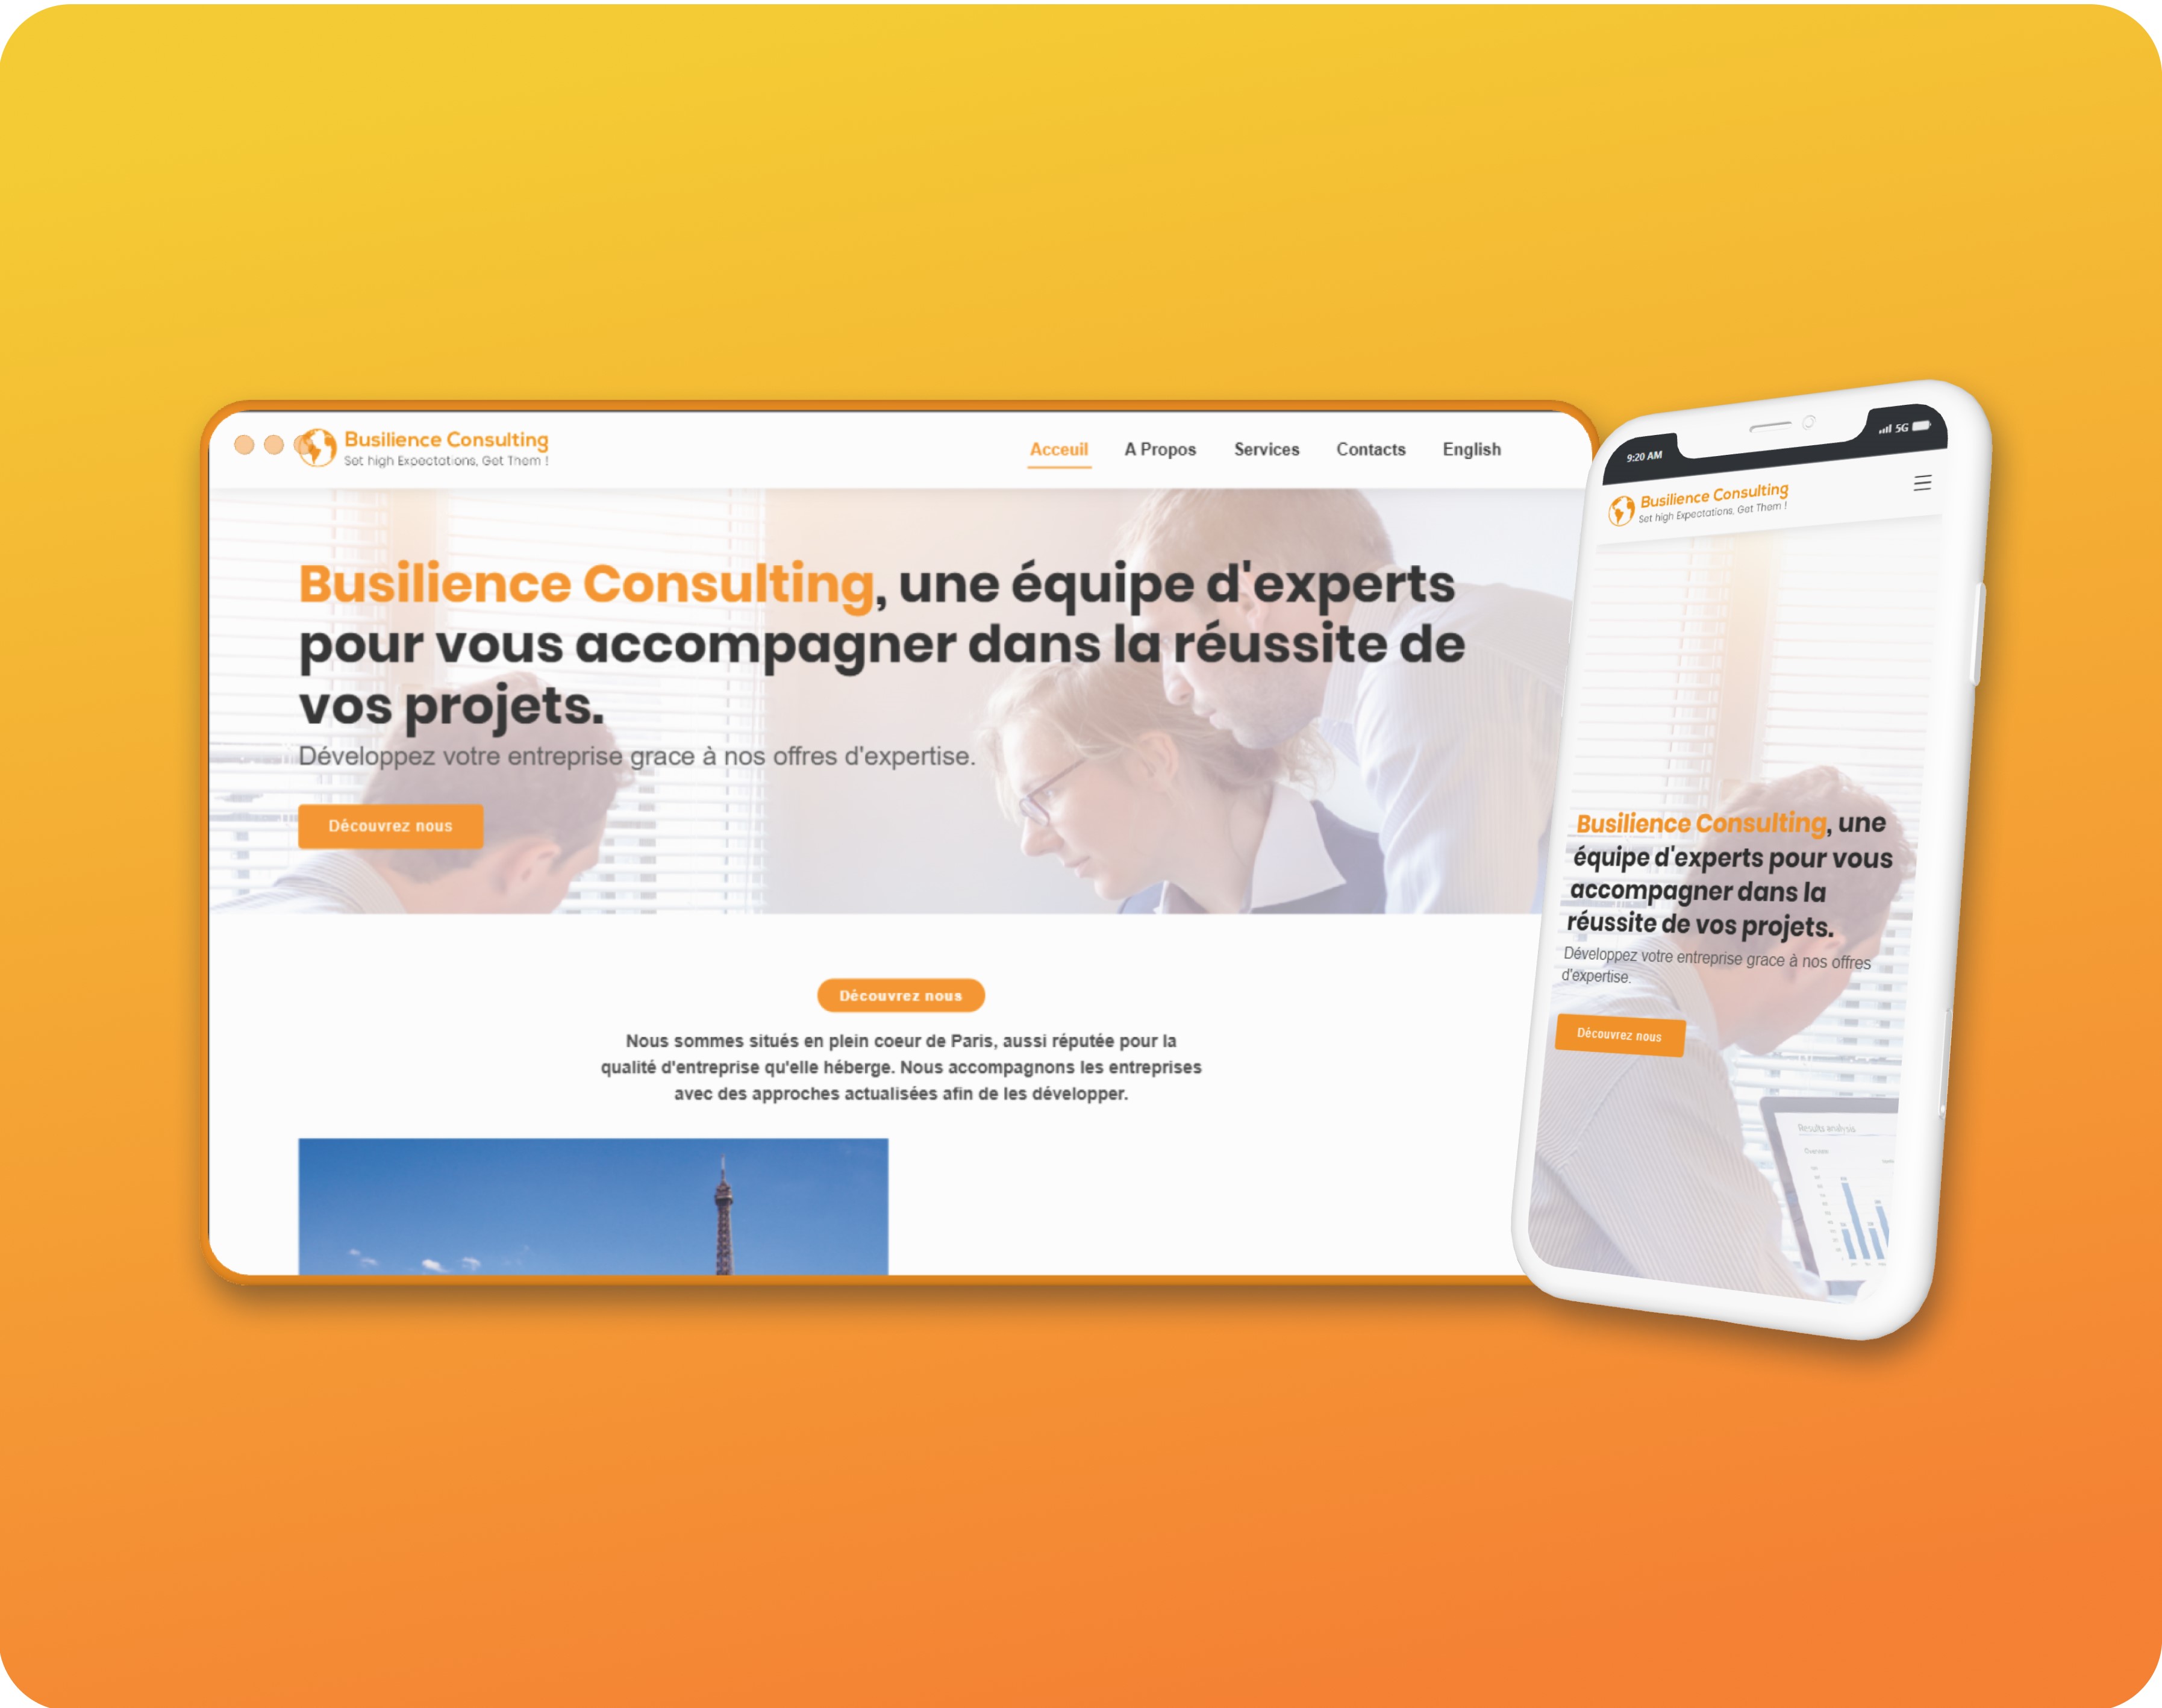 Busilience Consulting
Set high Expectations, Get Them !
Acceuil A Propos Services Contacts English
Busilience Consulting, une équipe d'experts
pour vous accompagner dans la réussite de
vos projets.
Développez votre entreprise grace à nos offres d'expertise.
Découvrez nous
Découvrez nous
Nous sommes situés en plein coeur de Paris, aussi réputée pour la
qualité d'entreprise qu'elle héberge. Nous accompagnons les entreprises
avec des approches actualisées afin de les développer.
9:20 AM
5G
Busilience Consulting
Set high Expectations, Get Them !
Busilience Consulting, une
équipe d'experts pour vous
accompagner dans la
réussite de vos projets.
Développez votre entreprise grace à nos offres
d'expertise.
Découvrez nous
Results analysis